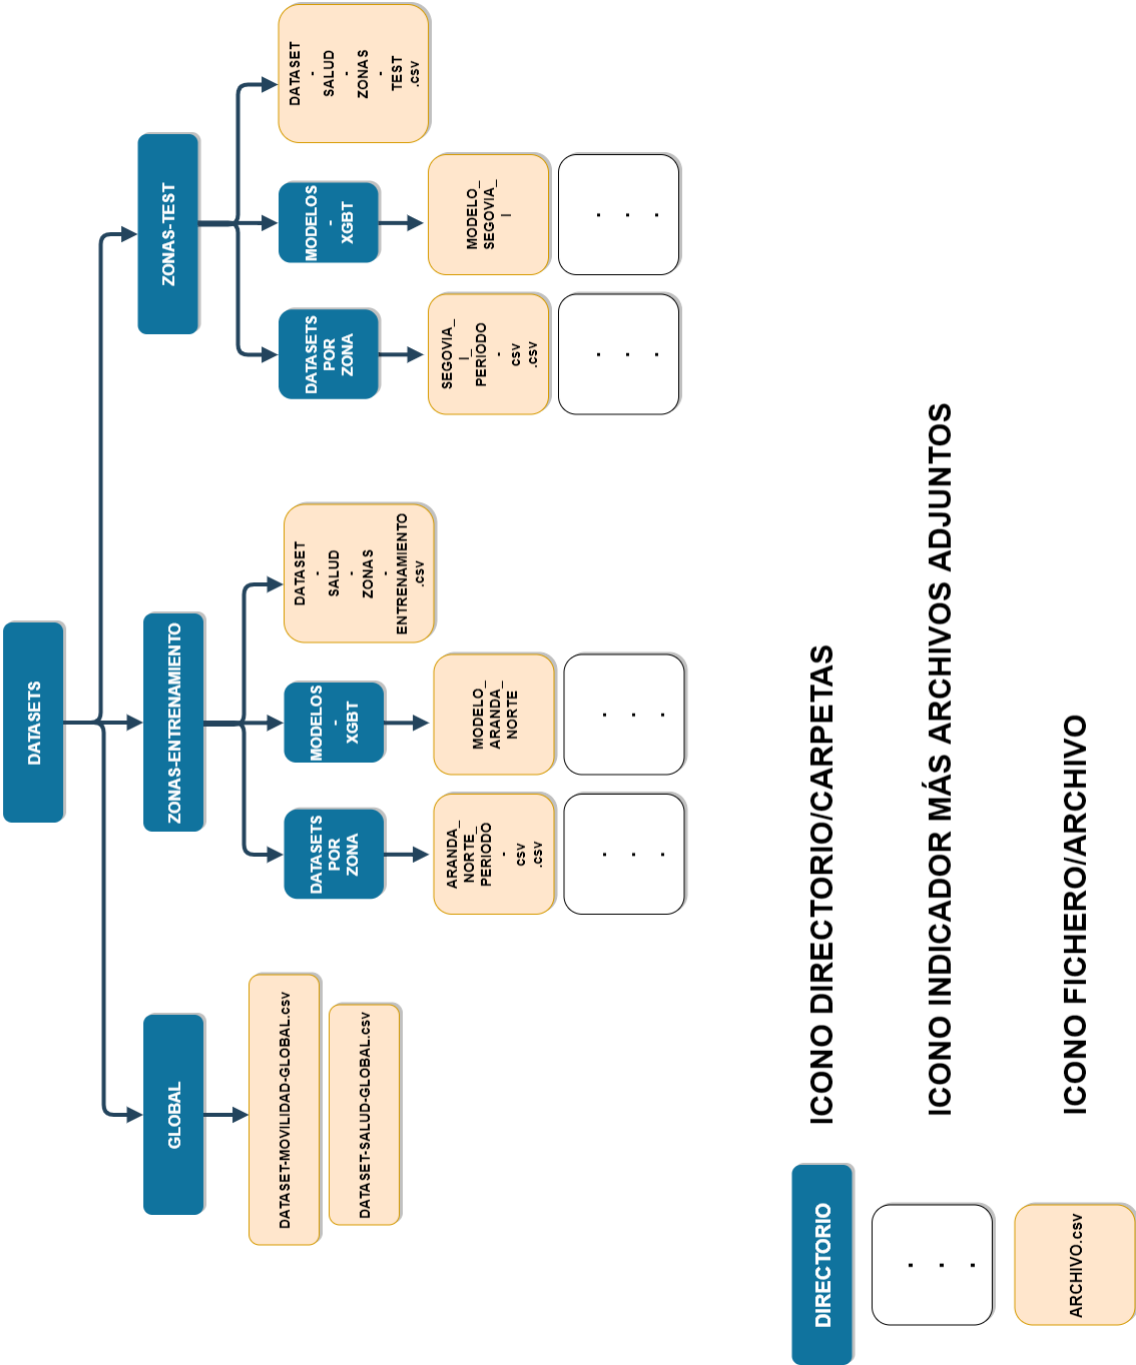 DATASETS
GLOBAL
ZONAS-ENTRENAMIENTO
ZONAS-TEST
DATASET-MOVILIDAD-GLOBAL.csv
DATASET-SALUD-GLOBAL.csv
DATASETS
POR
ZONA
MODELOS
-
XGBT
DATASET
-
SALUD
-
ZONAS
-
ENTRENAMIENTO
.csv
ARANDA_
NORTE_
PERIODO
-
csv
.csv
MODELO_
ARANDA_
NORTE
.
.
.
.
.
.
DATASETS
POR
ZONA
MODELOS
-
XGBT
DATASET
-
SALUD
-
ZONAS
-
TEST
.csv
SEGOVIA_
I_
PERIODO
-
csv
.csv
MODELO_
SEGOVIA_
I
.
.
.
.
.
.
DIRECTORIO
ICONO DIRECTORIO/CARPETAS
.
.
.
ICONO INDICADOR MÁS ARCHIVOS ADJUNTOS
ARCHIVO.csv
ICONO FICHERO/ARCHIVO